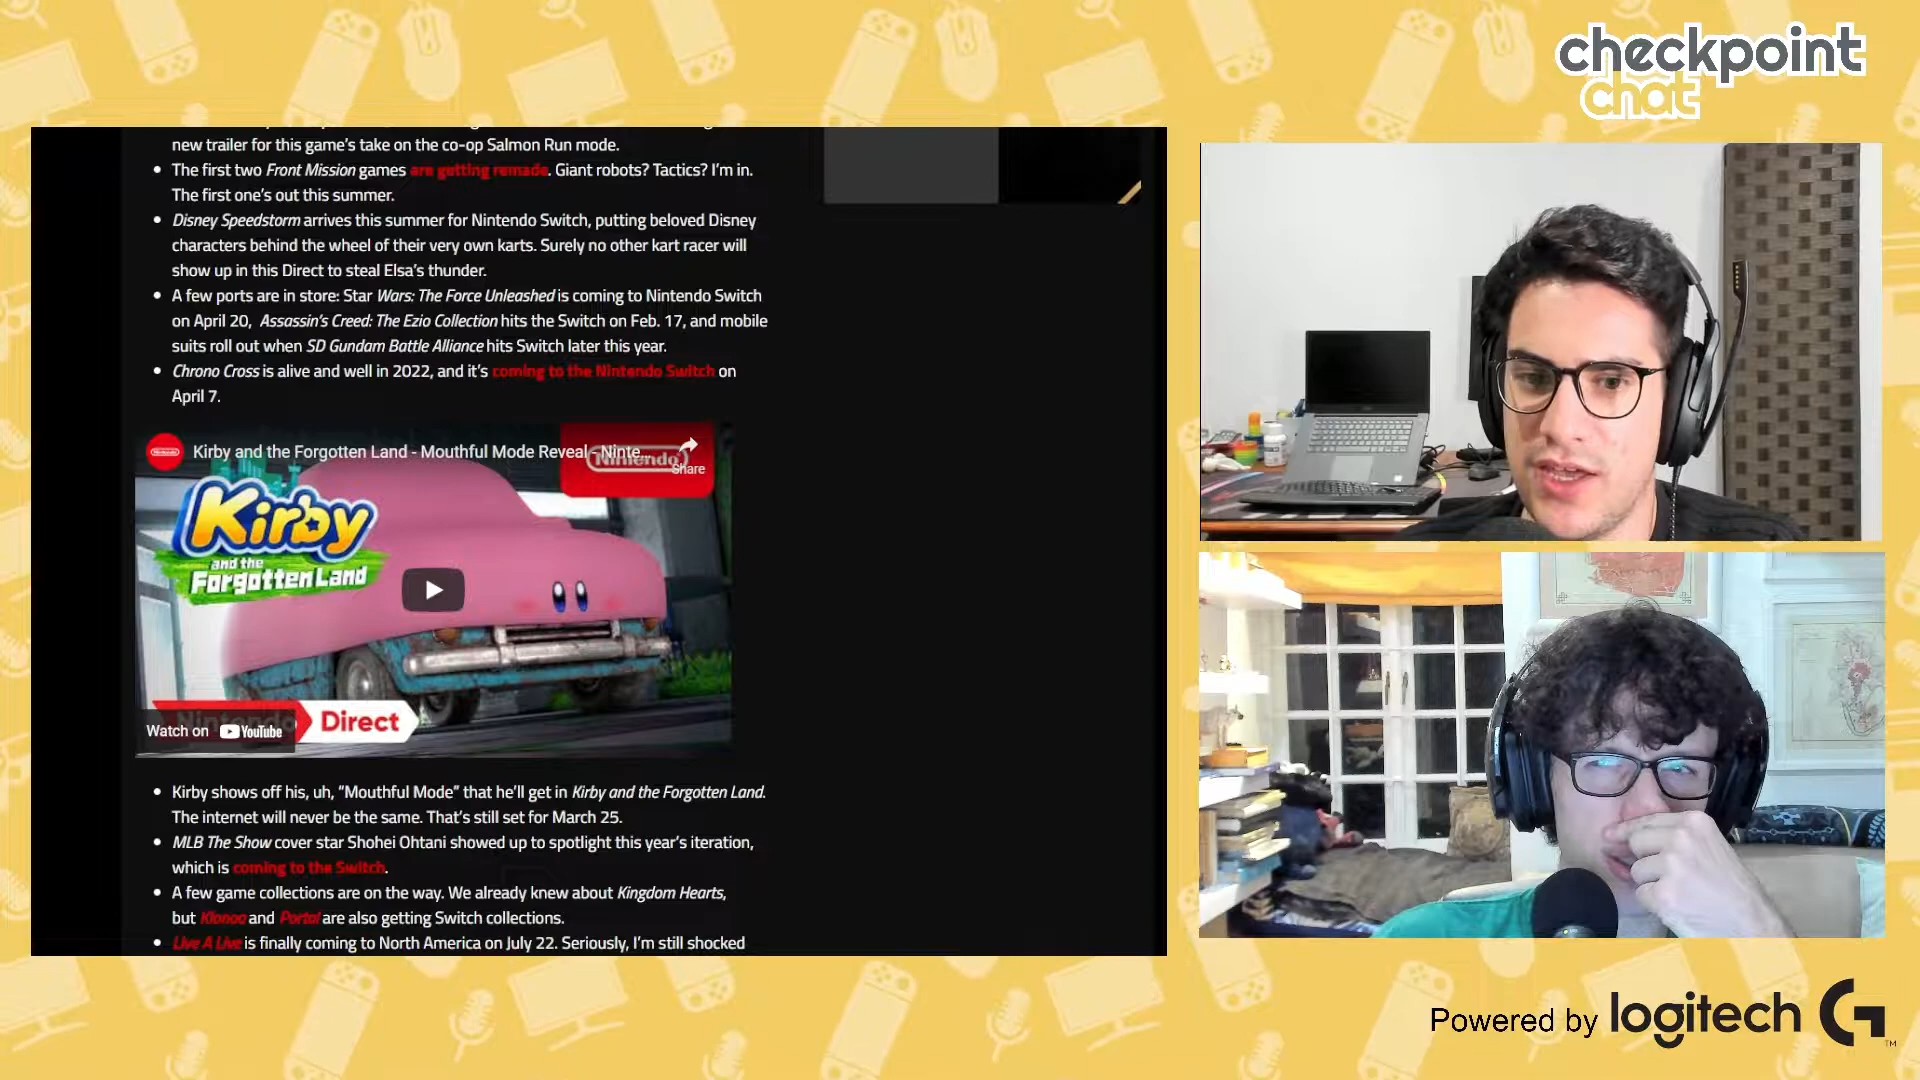 checkpoint
chat
new trailer for this game's take on the co-op Salmon Run mode.
• The first two Front Mission games are getting remade. Giant robots? Tactics? I'm in.
The first one's out this summer.
• Disney Speedstorm arrives this summer for Nintendo Switch, putting beloved Disney
characters behind the wheel of their very own karts. Surely no other kart racer will
show up in this Direct to steal Elsa's thunder.
• A few ports are in store: Star Wars: The Force Unleashed is coming to Nintendo Switch
on April 20, Assassin's Creed: The Ezio Collection hits the Switch on Feb. 17, and mobile
suits roll out when SD Gundam Battle Alliance hits Switch later this year.
• Chrono Cross is alive and well in 2022, and it's coming to the Nintendo Switch on
April 7.
Kirby and the Forgotten Land - Mouthful Mode Reveal - Ninte...
Nintendo
Share
Kirby
and the
Forgotten Land
Nintendo Direct
Watch on YouTube
• Kirby shows off his, uh, “Mouthful Mode” that he'll get in Kirby and the Forgotten Land.
The internet will never be the same. That's still set for March 25.
• MLB The Show cover star Shohei Ohtani showed up to spotlight this year's iteration,
which is coming to the Switch.
• A few game collections are on the way. We already knew about Kingdom Hearts,
but Klonoa and Portal are also getting Switch collections.
• Live A Live is finally coming to North America on July 22. Seriously, I'm still shocked
Powered by logitech G
TM